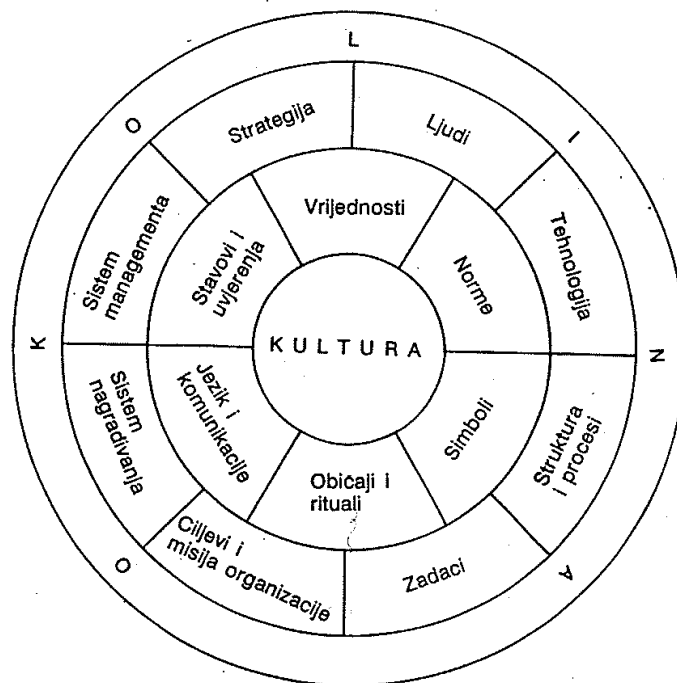 O K O L I N A
Strategija
Ljudi
Tehnologija
Struktura
i procesi
Zadaci
Ciljevi i
misija organizacije
Sistem
nagrađivanja
Sistem
managementa
Vrijednosti
Norme
Simboli
Običaji i
rituali
Jezik i
komunikacije
Stavovi i
uvjerenja
KULTURA